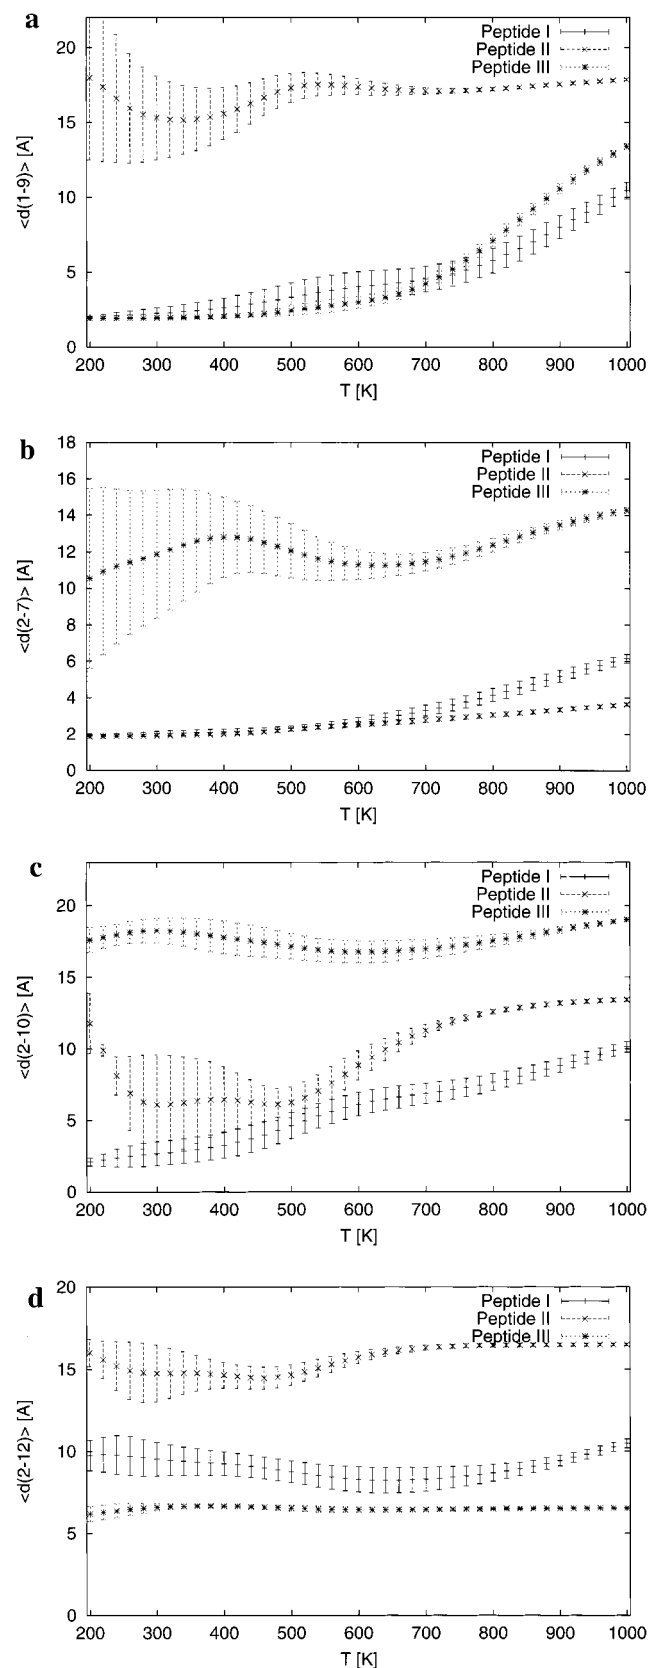 a
Peptide I
Peptide II
Peptide III
20
15
10
5
0
<d(1-9)> [A]
200 300 400 500 600 700 800 900 1000
T [K]
b
Peptide I
Peptide II
Peptide III
18
16
14
12
10
8
6
4
2
0
<d(2-7)> [A]
200 300 400 500 600 700 800 900 1000
T [K]
c
Peptide I
Peptide II
Peptide III
20
15
10
5
0
<d(2-10)> [A]
200 300 400 500 600 700 800 900 1000
T [K]
d
Peptide I
Peptide II
Peptide III
20
15
10
5
0
<d(2-12)> [A]
200 300 400 500 600 700 800 900 1000
T [K]